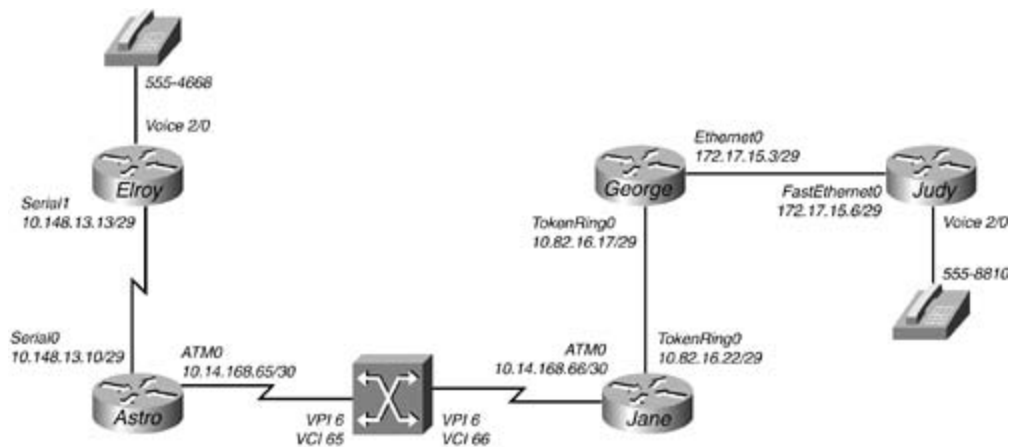 555-4668
Voice 2/0
Elroy
Serial1
10.148.13.13/29
Serial0
10.148.13.10/29
Astro
ATM0
10.14.168.65/30
VPI 6
VCI 65
VPI 6
VCI 66
ATM0
10.14.168.66/30
Jane
TokenRing0
10.82.16.22/29
TokenRing0
10.82.16.17/29
George
Ethernet0
172.17.15.3/29
FastEthernet0
172.17.15.6/29
Judy
Voice 2/0
555-8810